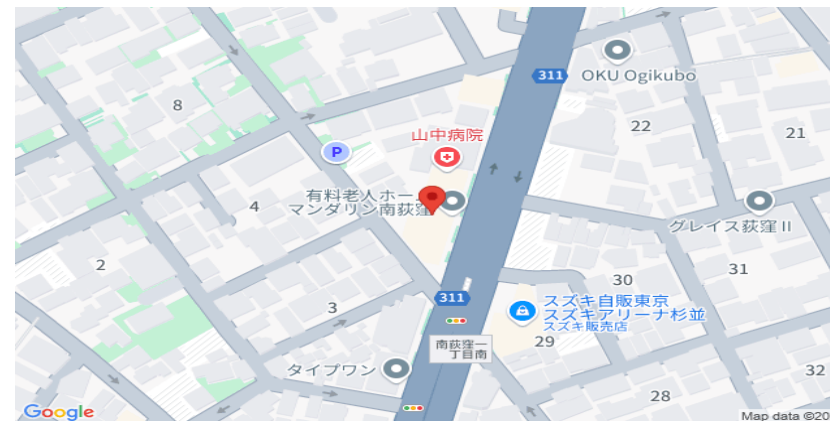 311
OKU Ogikubo
8
22
21
山中病院
P
有料老人ホー
マンダリン南荻窪
4
グレイス荻窪 II
2
31
30
311
3
スズキ自販東京
スズキアリーナ杉並
スズキ販売店
南荻窪一
丁目南
29
タイプワン
32
28
Google
Map data ©20